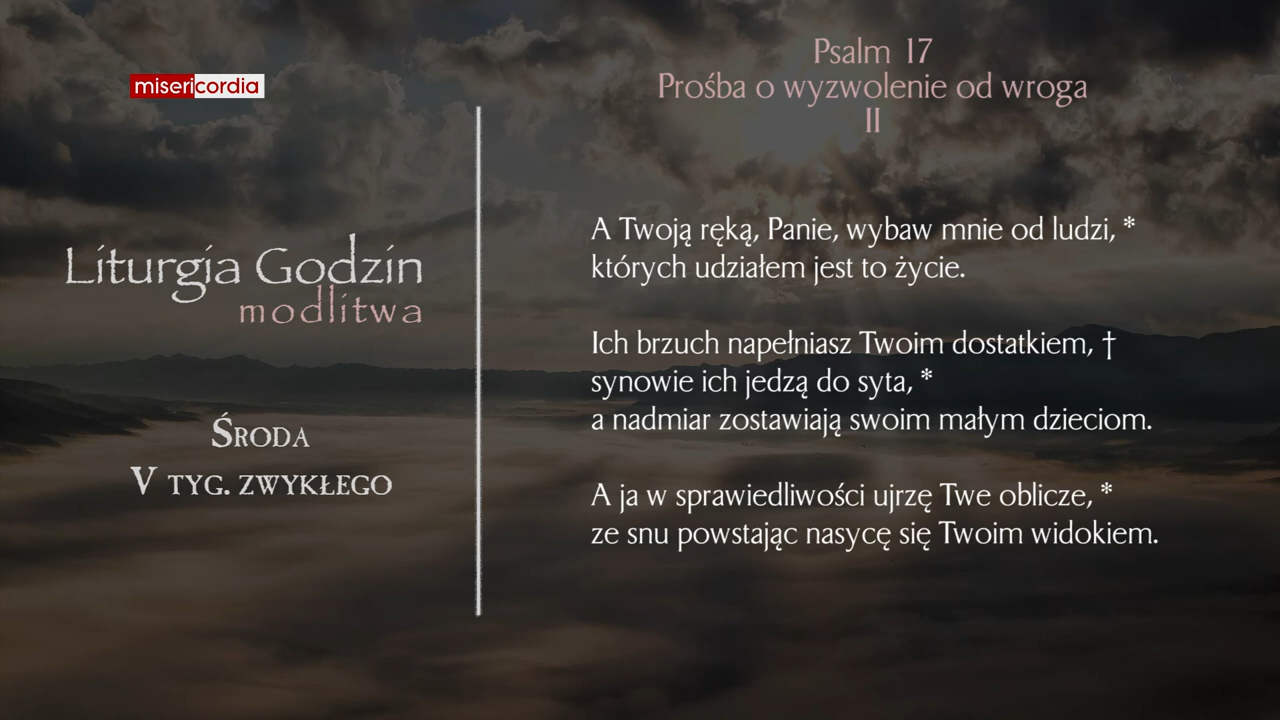 misericordia
Liturgia Godzin
modlitwa
Środa
V tyg. zwykłego
Psalm 17
Prośba o wyzwolenie od wroga
II
A Twoją ręką, Panie, wybaw mnie od ludzi, *
których udziałem jest to życie.
Ich brzuch napełniasz Twoim dostatkiem, †
synowie ich jedzą do syta, *
a nadmiar zostawiają swoim małym dzieciom.
A ja w sprawiedliwości ujrzę Twe oblicze, *
ze snu powstając nasycę się Twoim widokiem.